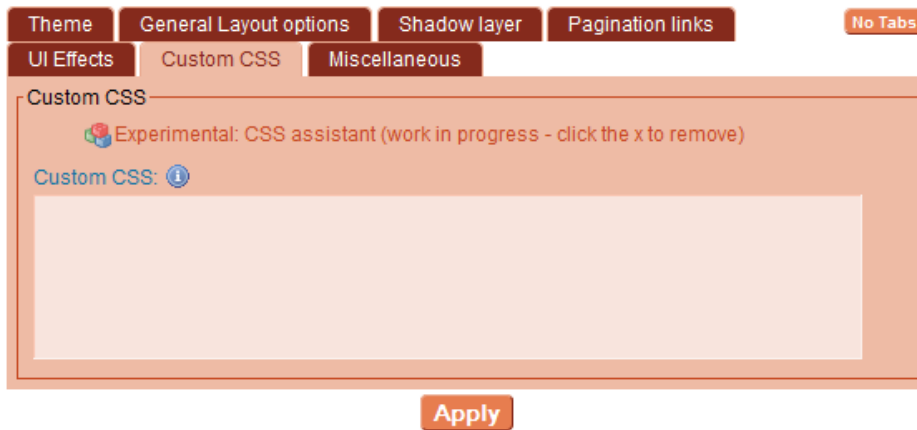 Theme General Layout options Shadow layer Pagination links No Tabs
UI Effects Custom CSS Miscellaneous
Custom CSS
Experimental: CSS assistant (work in progress - click the x to remove)
Custom CSS:
Apply